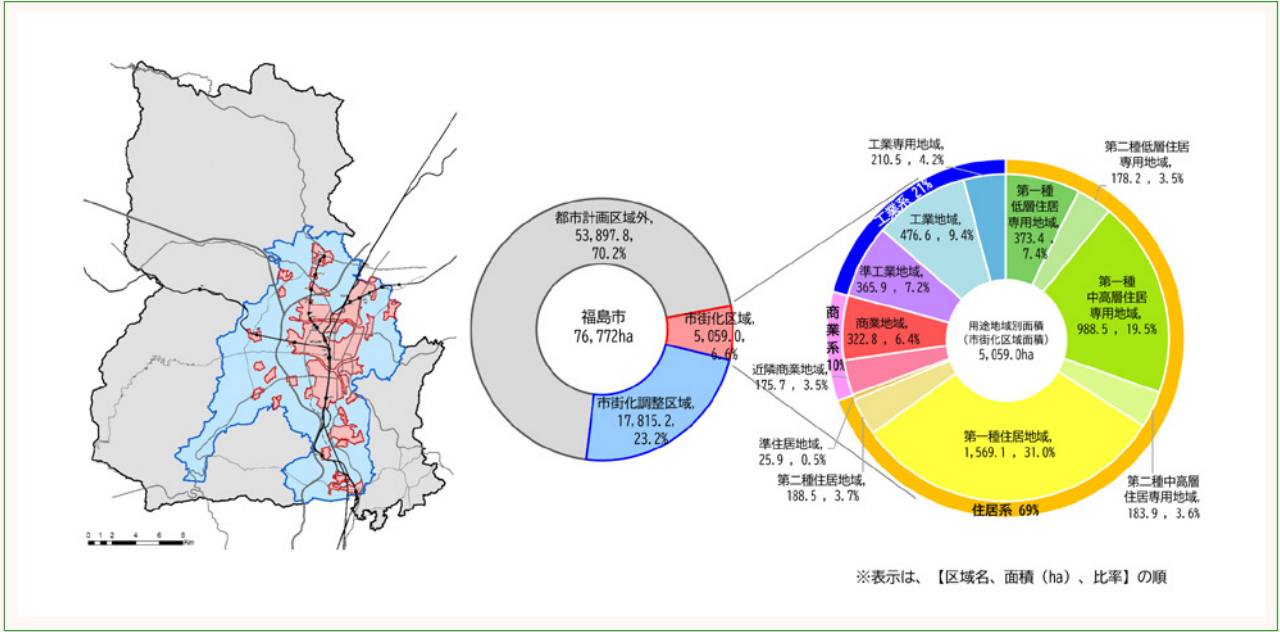 都市計画区域外,
53,897.8,
70.2%
福島市
76,772ha
市街化区域,
5,059.0,
6.6%
市街化調整区域,
17,815.2,
23.2%
工業専用地域,
210.5 , 4.2%
第二種低層住居
専用地域,
178.2 , 3.5%
工業系 21%
工業地域,
476.6 , 9.4%
第一種
低層住居
専用地域,
373.4 ,
7.4%
準工業地域,
365.9 , 7.2%
第一種
中高層住居
専用地域,
988.5 , 19.5%
商業系
10%
商業地域,
322.8 , 6.4%
用途地域別面積
(市街化区域面積)
5,059.0ha
近隣商業地域,
175.7 , 3.5%
第一種住居地域,
1,569.1 , 31.0%
準住居地域,
25.9 , 0.5%
第二種住居地域,
188.5 , 3.7%
第二種中高層
住居専用地域,
183.9 , 3.6%
住居系 69%
0 1 2 4 6 8
Km
※表示は、【区域名、面積（ha）、比率】の順